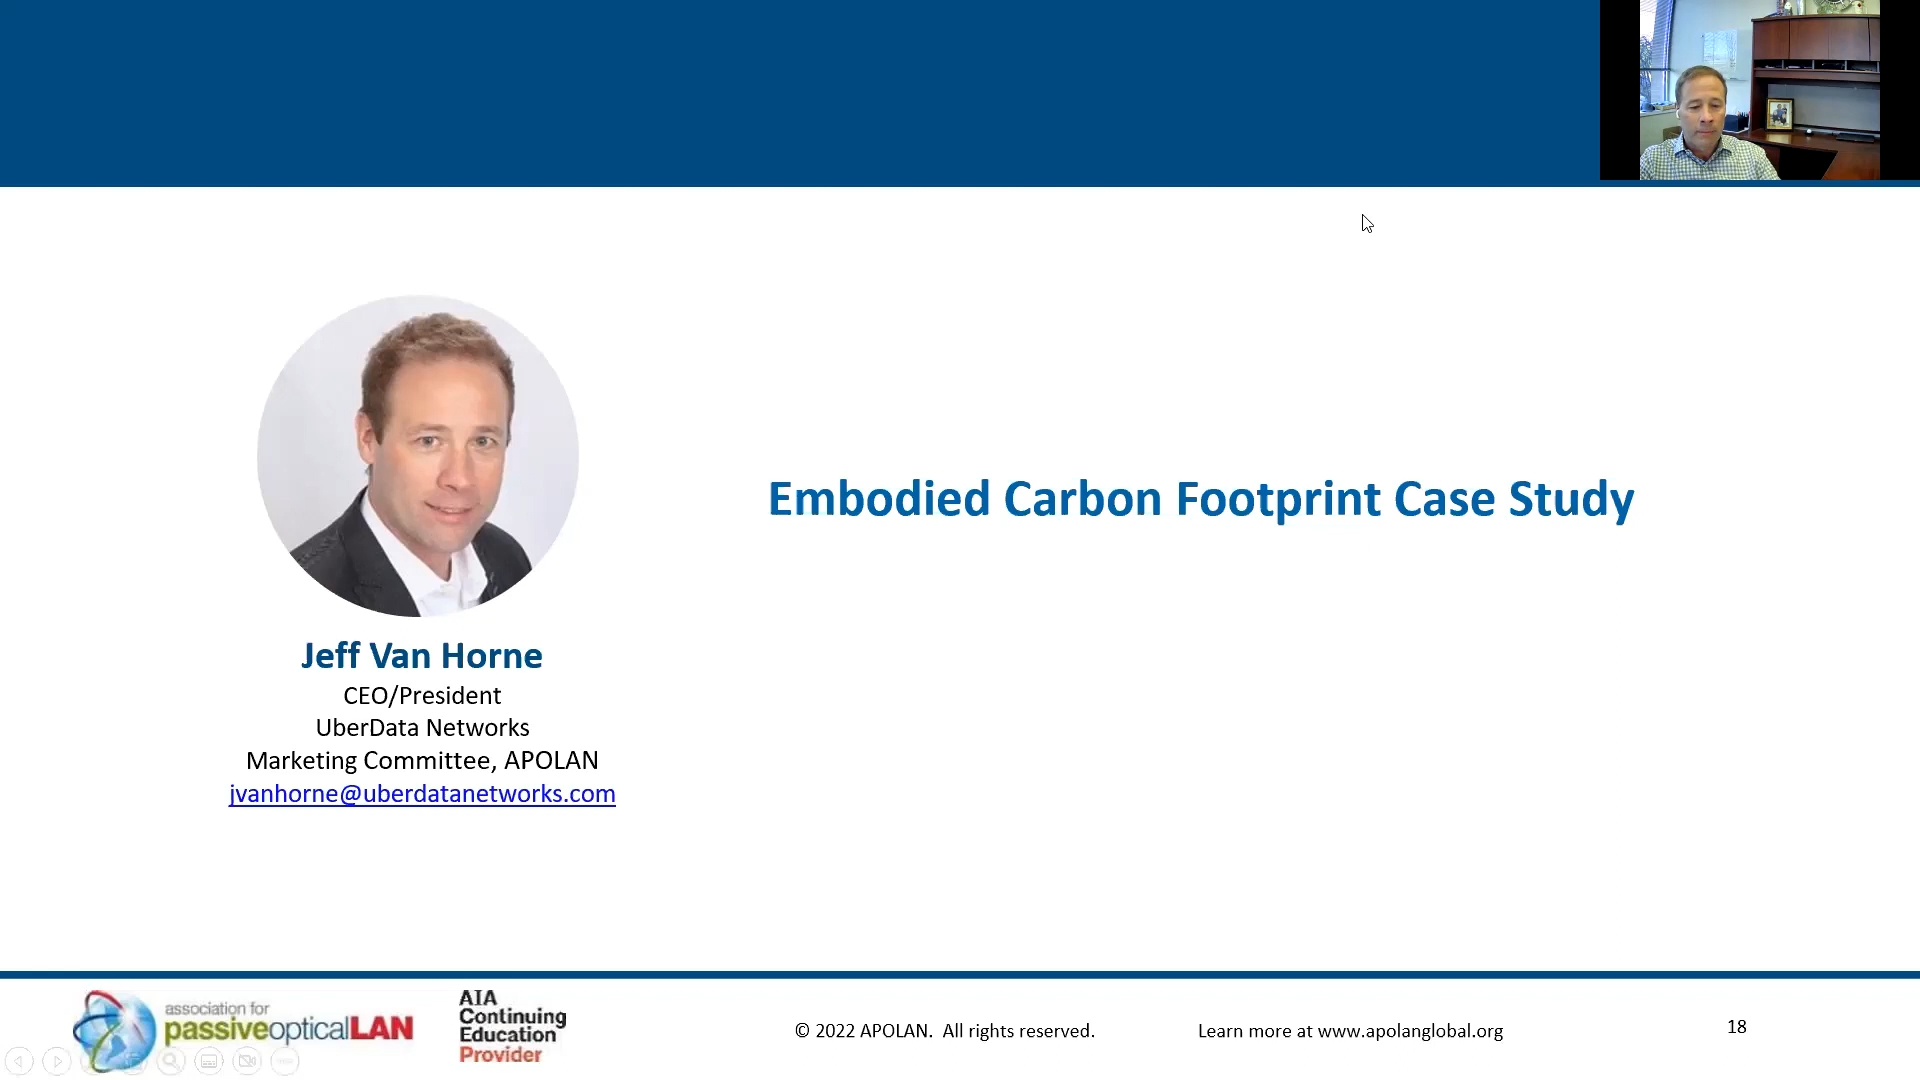 Embodied Carbon Footprint Case Study
Jeff Van Horne
CEO/President
UberData Networks
Marketing Committee, APOLAN
jvanhorne@uberdatanetworks.com
association for
passiveopticalLAN
AIA
Continuing
Education
Provider
© 2022 APOLAN. All rights reserved.
Learn more at www.apolanglobal.org
18